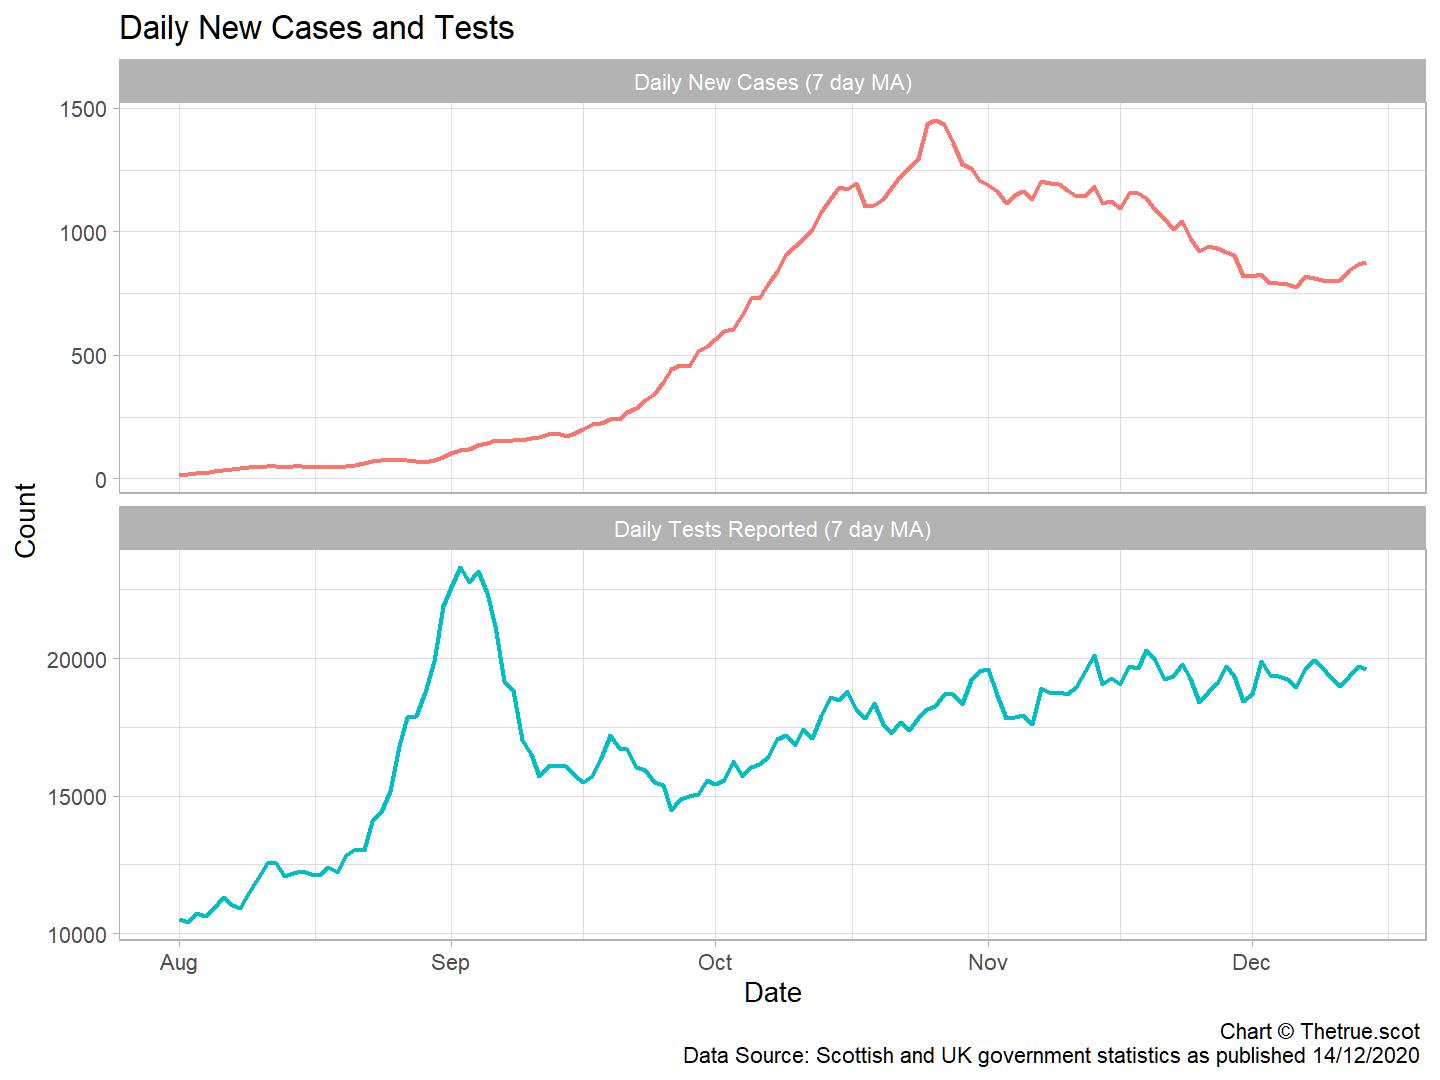 Daily New Cases and Tests
Daily New Cases (7 day MA)
1500
1000
500
0
Count
Daily Tests Reported (7 day MA)
20000
15000
10000
Aug Sep Oct Nov Dec
Date
Chart © Thetrue.scot
Data Source: Scottish and UK government statistics as published 14/12/2020